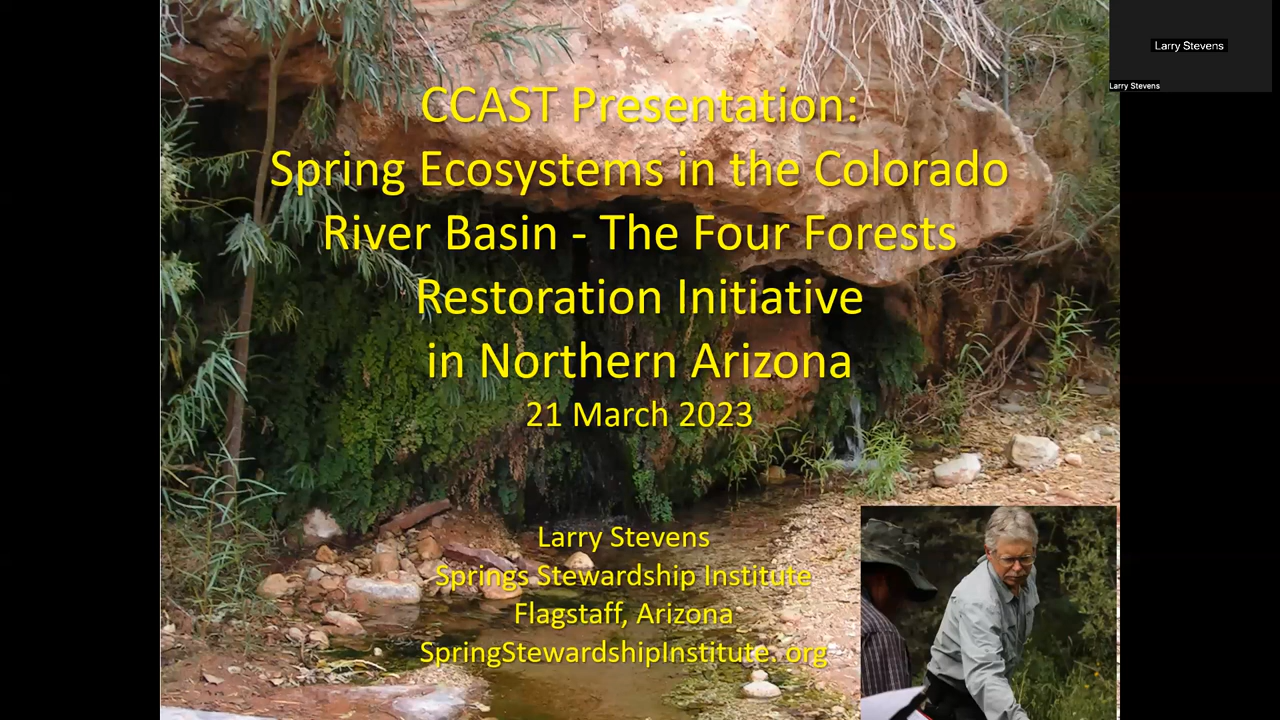 Larry Stevens
Larry Stevens
CCAST Presentation:
Spring Ecosystems in the Colorado
River Basin - The Four Forests
Restoration Initiative
in Northern Arizona
21 March 2023
Larry Stevens
Springs Stewardship Institute
Flagstaff, Arizona
SpringStewardshipInstitute. org